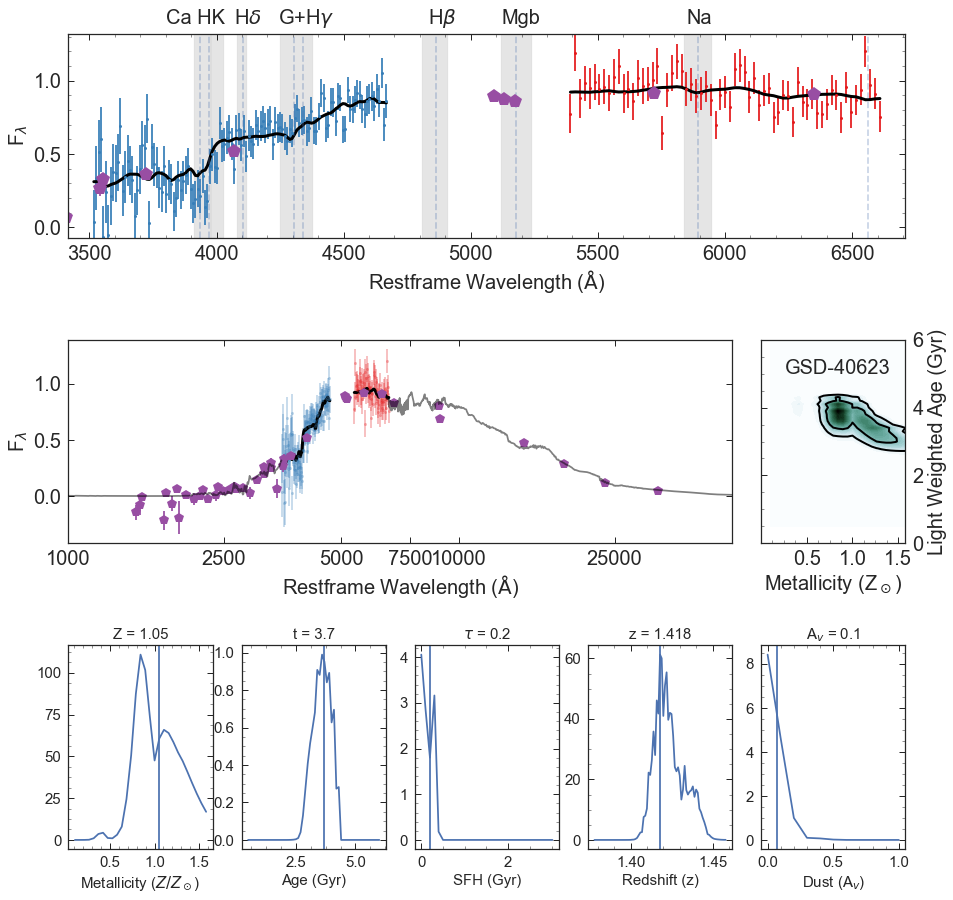 Ca HK Hδ G+Hγ Hβ Mgb Na
1.0
0.5
0.0
F_λ
3500 4000 4500 5000 5500 6000 6500
Restframe Wavelength (Å)
1.0
0.5
0.0
F_λ
1000 2500 5000 7500 10000 25000
Restframe Wavelength (Å)
GSD-40623
6
4
2
0
Light Weighted Age (Gyr)
0.5 1.0 1.5
Metallicity (Z_⊙)
Z = 1.05
100
75
50
25
0
0.5 1.0 1.5
Metallicity (Z/Z_⊙)
t = 3.7
1.0
0.8
0.6
0.4
0.2
0.0
2.5 5.0
Age (Gyr)
τ = 0.2
4
3
2
1
0
0 2
SFH (Gyr)
z = 1.418
60
40
20
0
1.40 1.45
Redshift (z)
A_v = 0.1
8
6
4
2
0
0.0 0.5 1.0
Dust (A_v)